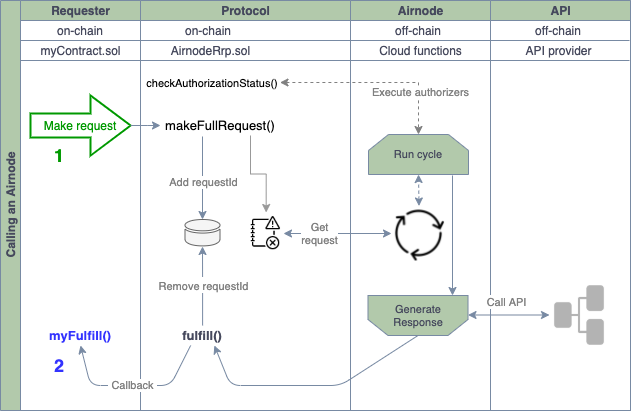 Requester
Protocol
Airnode
API
on-chain
on-chain
off-chain
off-chain
myContract.sol
AirnodeRrp.sol
Cloud functions
API provider
Calling an Airnode
checkAuthorizationStatus()
Execute authorizers
Make request
makeFullRequest()
1
Run cycle
Add requestId
Get
request
Remove requestId
Generate
Response
Call API
myFulfill()
fulfill()
2
Callback